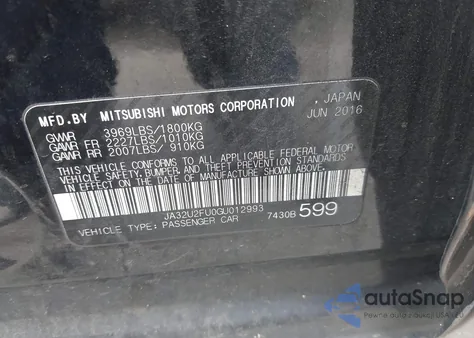 MFD.BY MITSUBISHI MOTORS CORPORATION , JAPAN
JUN 2016
GVWR 3969LBS/1800KG
GAWR FR 2227LBS/1010KG
GAWR RR 2007LBS/ 910KG
THIS VEHICLE CONFORMS TO ALL APPLICABLE FEDERAL MOTOR
VEHICLE SAFETY, BUMPER, AND THEFT PREVENTION STANDARDS
IN EFFECT ON THE DATE OF MANUFACTURE SHOWN ABOVE.
JA32U2FU0GU012993
VEHICLE TYPE: PASSENGER CAR 7430B 599
autoSnap